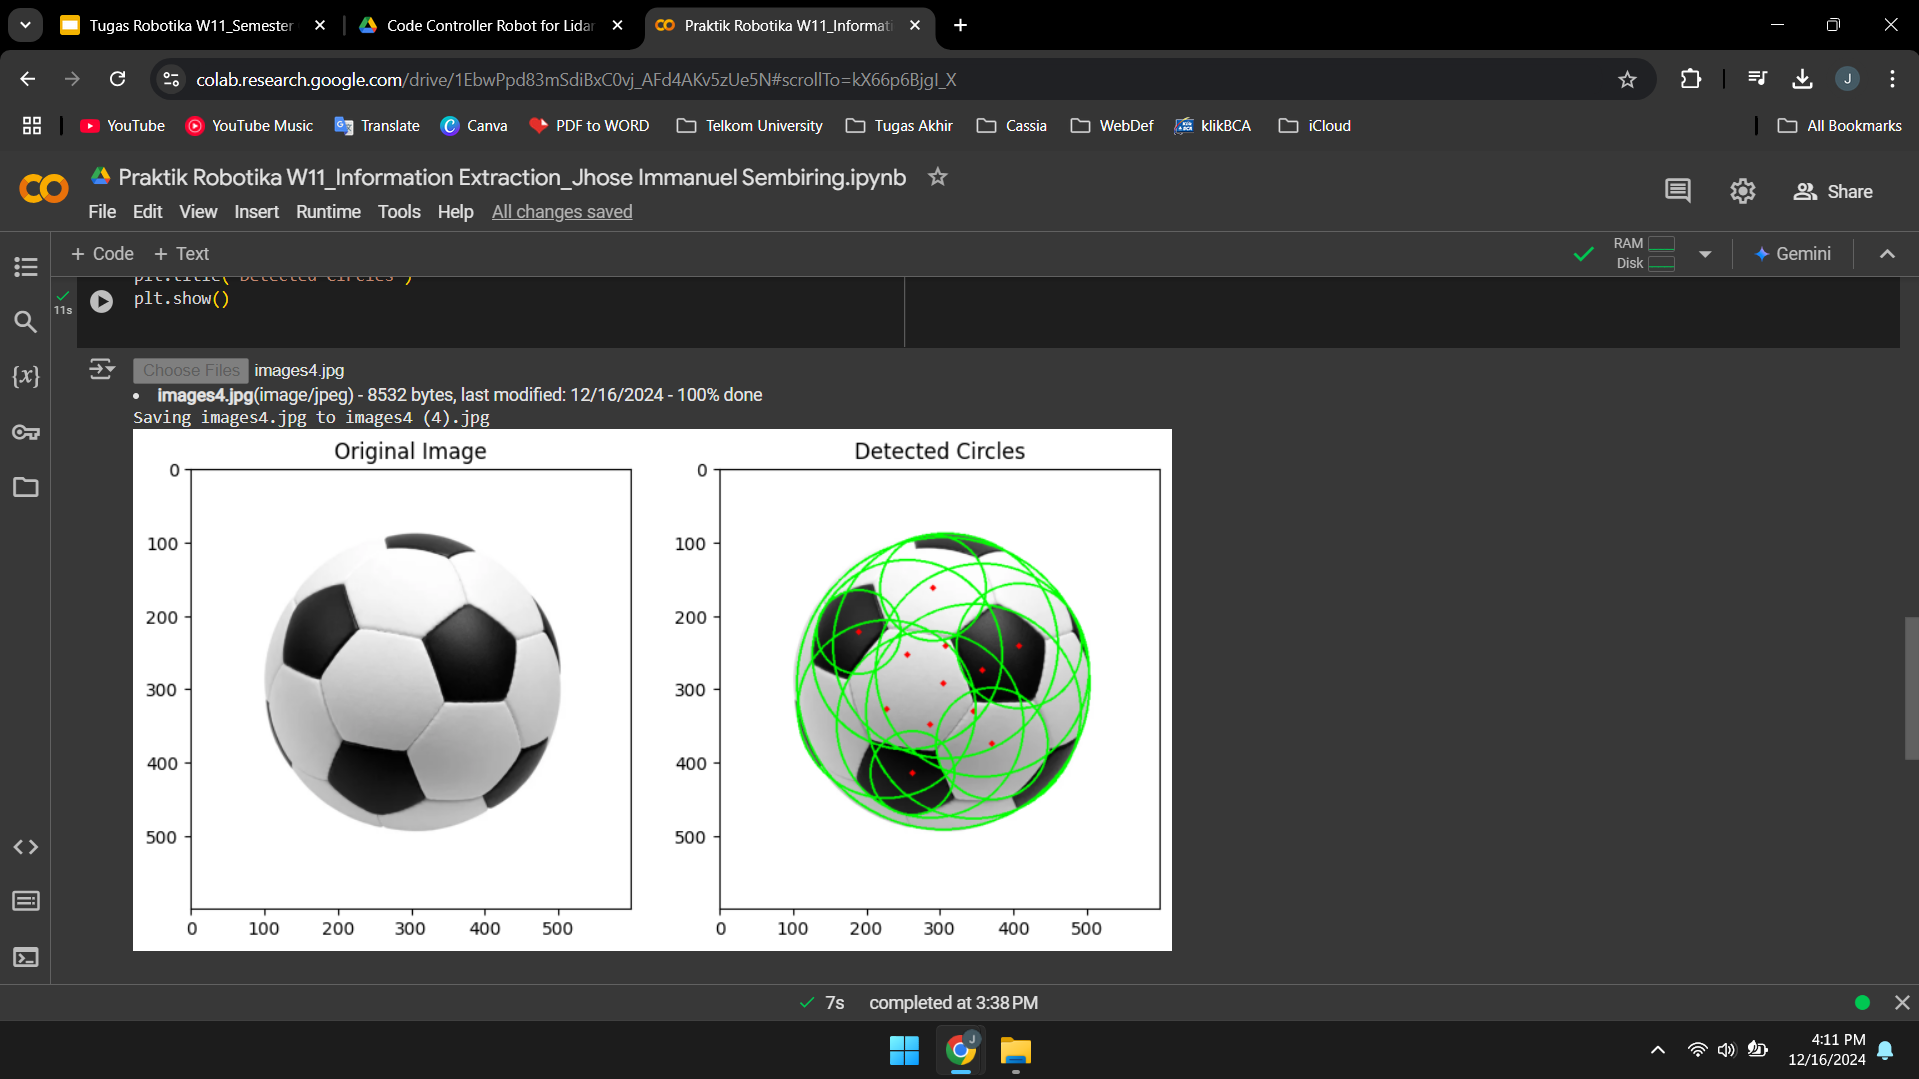 Tugas Robotika W11_Semester
Code Controller Robot for Lidar
Praktik Robotika W11_Informati
colab.research.google.com/drive/1EbwPpd83mSdiBxC0vj_AFd4AKv5zUe5N#scrollTo=kX66p6BjgI_X
J
YouTube
YouTube Music
Translate
Canva
PDF to WORD
Telkom University
Tugas Akhir
Cassia
WebDef
klikBCA
iCloud
All Bookmarks
Praktik Robotika W11_Information Extraction_Jhose Immanuel Sembiring.ipynb
File Edit View Insert Runtime Tools Help All changes saved
Share
+ Code + Text
RAM
Disk
Gemini
plt.title('Detected Circles')
plt.show()
11s
{x}
Choose Files images4.jpg
• images4.jpg(image/jpeg) - 8532 bytes, last modified: 12/16/2024 - 100% done
Saving images4.jpg to images4 (4).jpg
Original Image
0
100
200
300
400
500
0 100 200 300 400 500
Detected Circles
0
100
200
300
400
500
0 100 200 300 400 500
7s completed at 3:38 PM
J
4:11 PM
12/16/2024